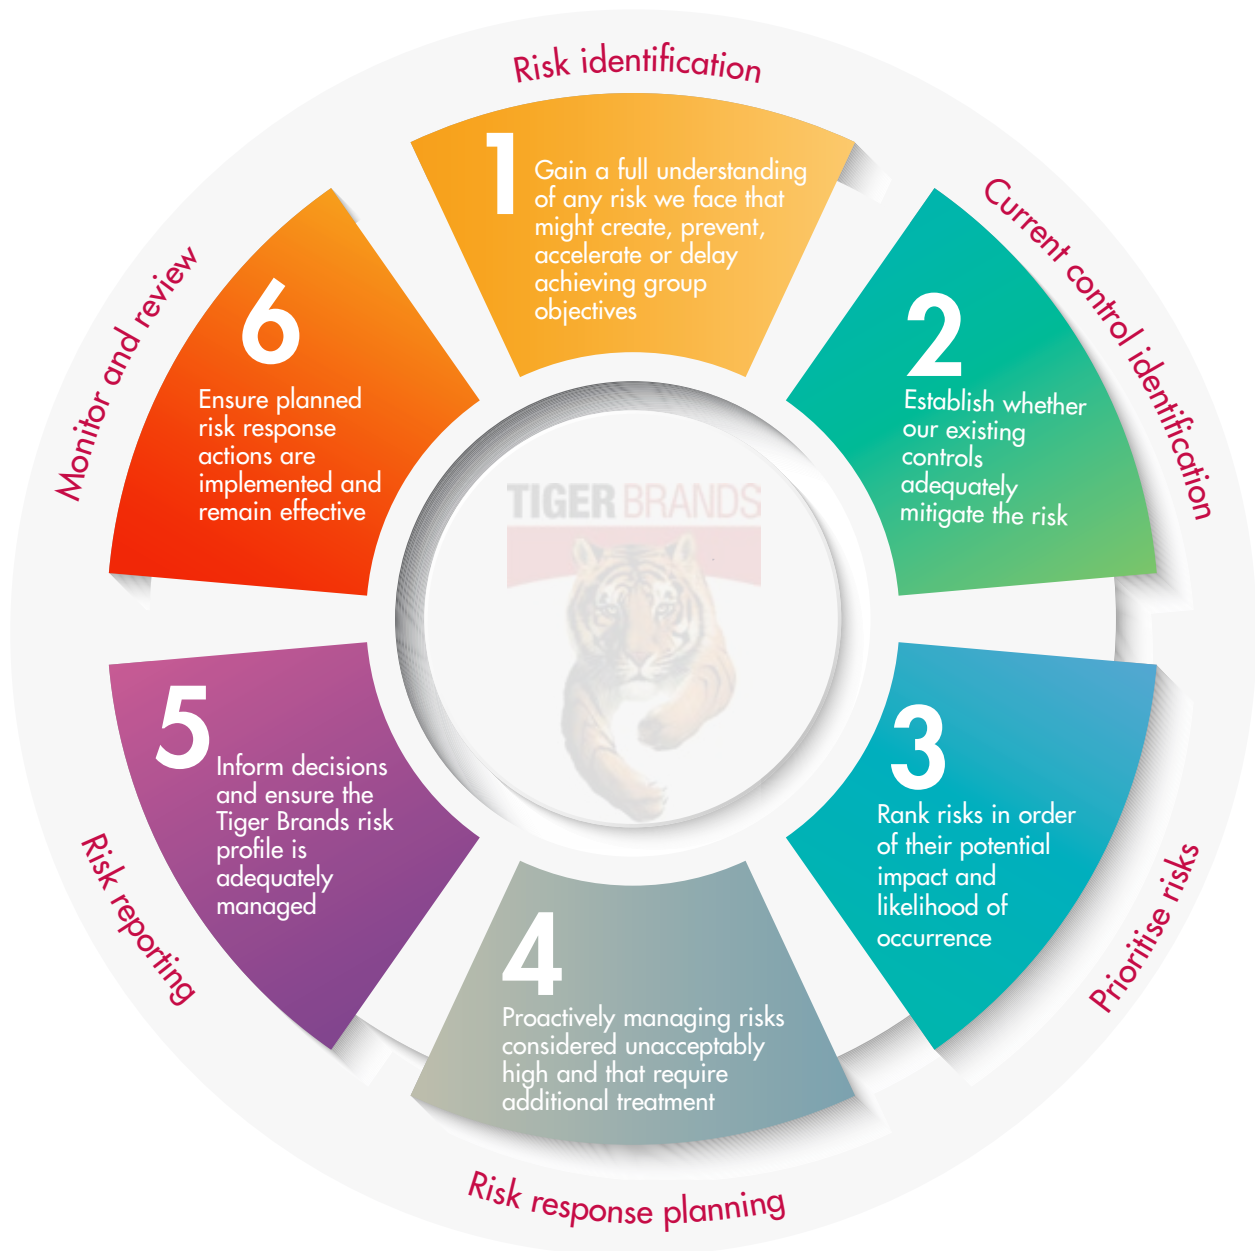 Risk identification
1
Gain a full understanding
of any risk we face that
might create, prevent,
accelerate or delay
achieving group
objectives
Current control identification
2
Establish whether
our existing
controls
adequately
mitigate the risk
Prioritise risks
3
Rank risks in order
of their potential
impact and
likelihood of
occurrence
Risk response planning
4
Proactively managing risks
considered unacceptably
high and that require
additional treatment
Risk reporting
5
Inform decisions
and ensure the
Tiger Brands risk
profile is
adequately
managed
Monitor and review
6
Ensure planned
risk response
actions are
implemented and
remain effective
TIGER BRANDS